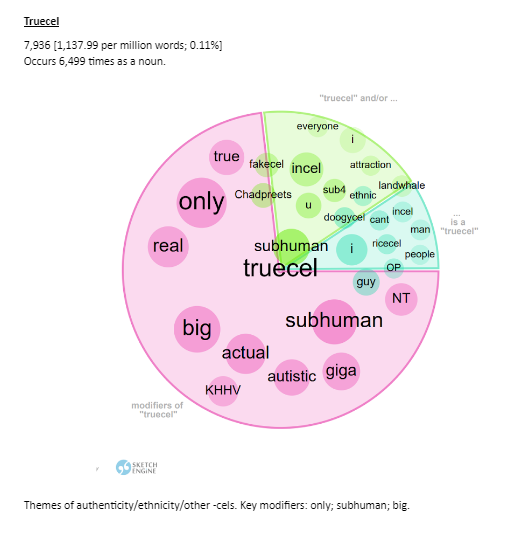 Truecel
7,936 [1,137.99 per million words; 0.11%]
Occurs 6,499 times as a noun.
"truecel" and/or ...
everyone
i
true
fakecel
incel
attraction
only
Chadpreets
u
sub4
ethnic
landwhale
doogycel
cant
incel
man
...
is a
"truecel"
real
subhuman
i
ricecel
people
truecel
OP
guy
NT
big
subhuman
actual
autistic
giga
KHHV
modifiers of
"truecel"
SKETCH
ENGINE
Themes of authenticity/ethnicity/other -cels. Key modifiers: only; subhuman; big.